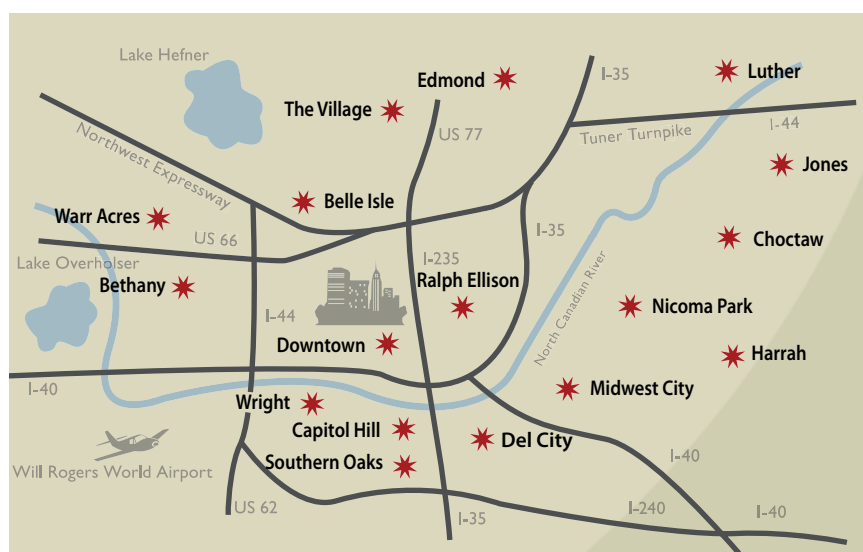 Lake Hefner
Edmond
I-35
Luther
The Village
US 77
Tuner Turnpike
I-44
Northwest Expressway
Jones
Belle Isle
Warr Acres
US 66
I-35
Choctaw
I-235
Lake Overholser
Bethany
Ralph Ellison
North Canadian River
Nicoma Park
I-44
Downtown
Harrah
I-40
Midwest City
Wright
Capitol Hill
Del City
Southern Oaks
I-40
Will Rogers World Airport
US 62
I-35
I-240
I-40